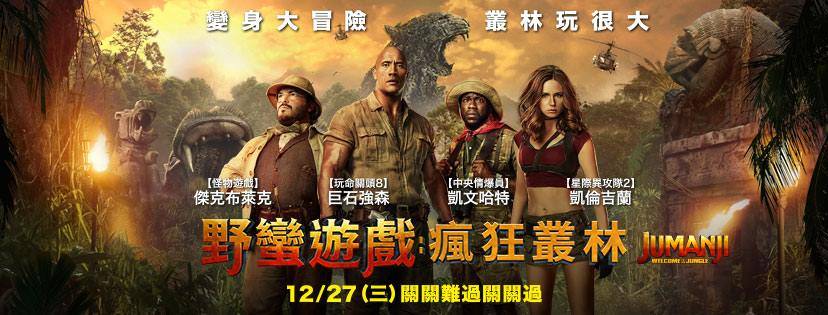 變身大冒險 叢林玩很大
【怪物遊戲】
傑克布萊克
【玩命關頭8】
巨石強森
【中央情爆員】
凱文哈特
【星際異攻隊2】
凱倫吉蘭
野蠻遊戲:瘋狂叢林
JUMANJI
WELCOME TO THE JUNGLE
12/27(三)關關難過關關過